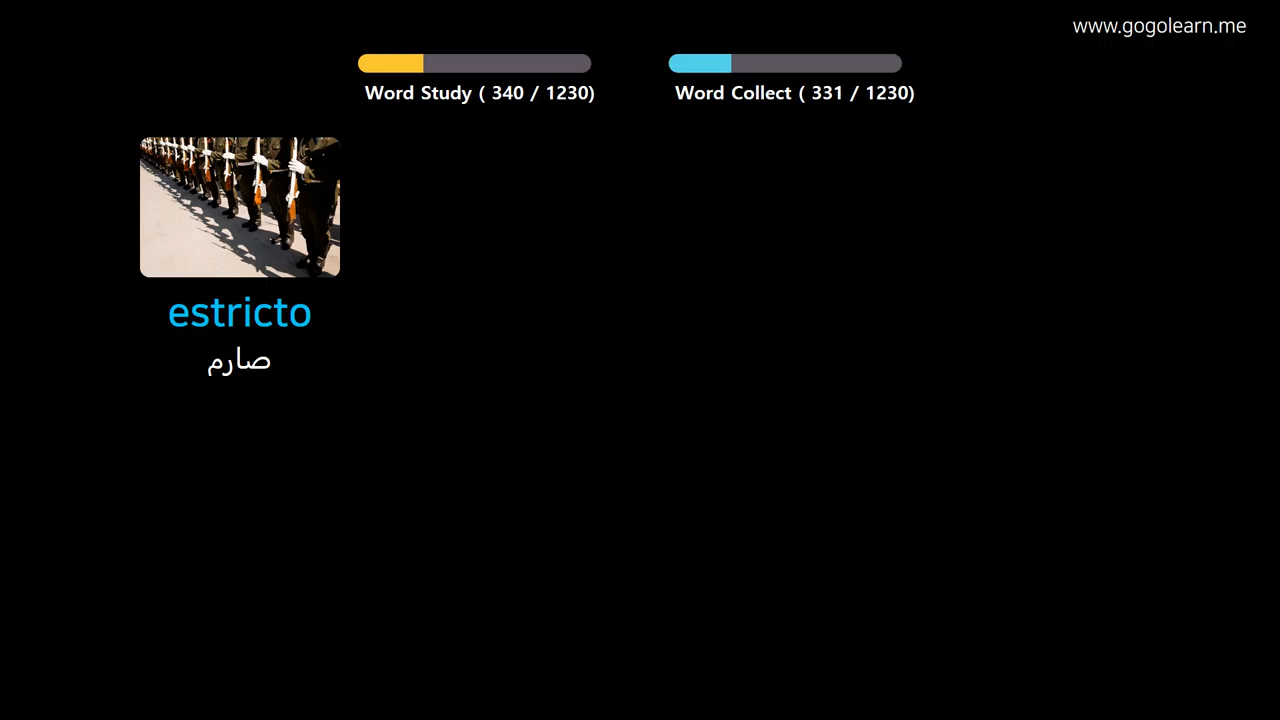 www.gogolearn.me
Word Study ( 340 / 1230)
Word Collect ( 331 / 1230)
estricto
صارم